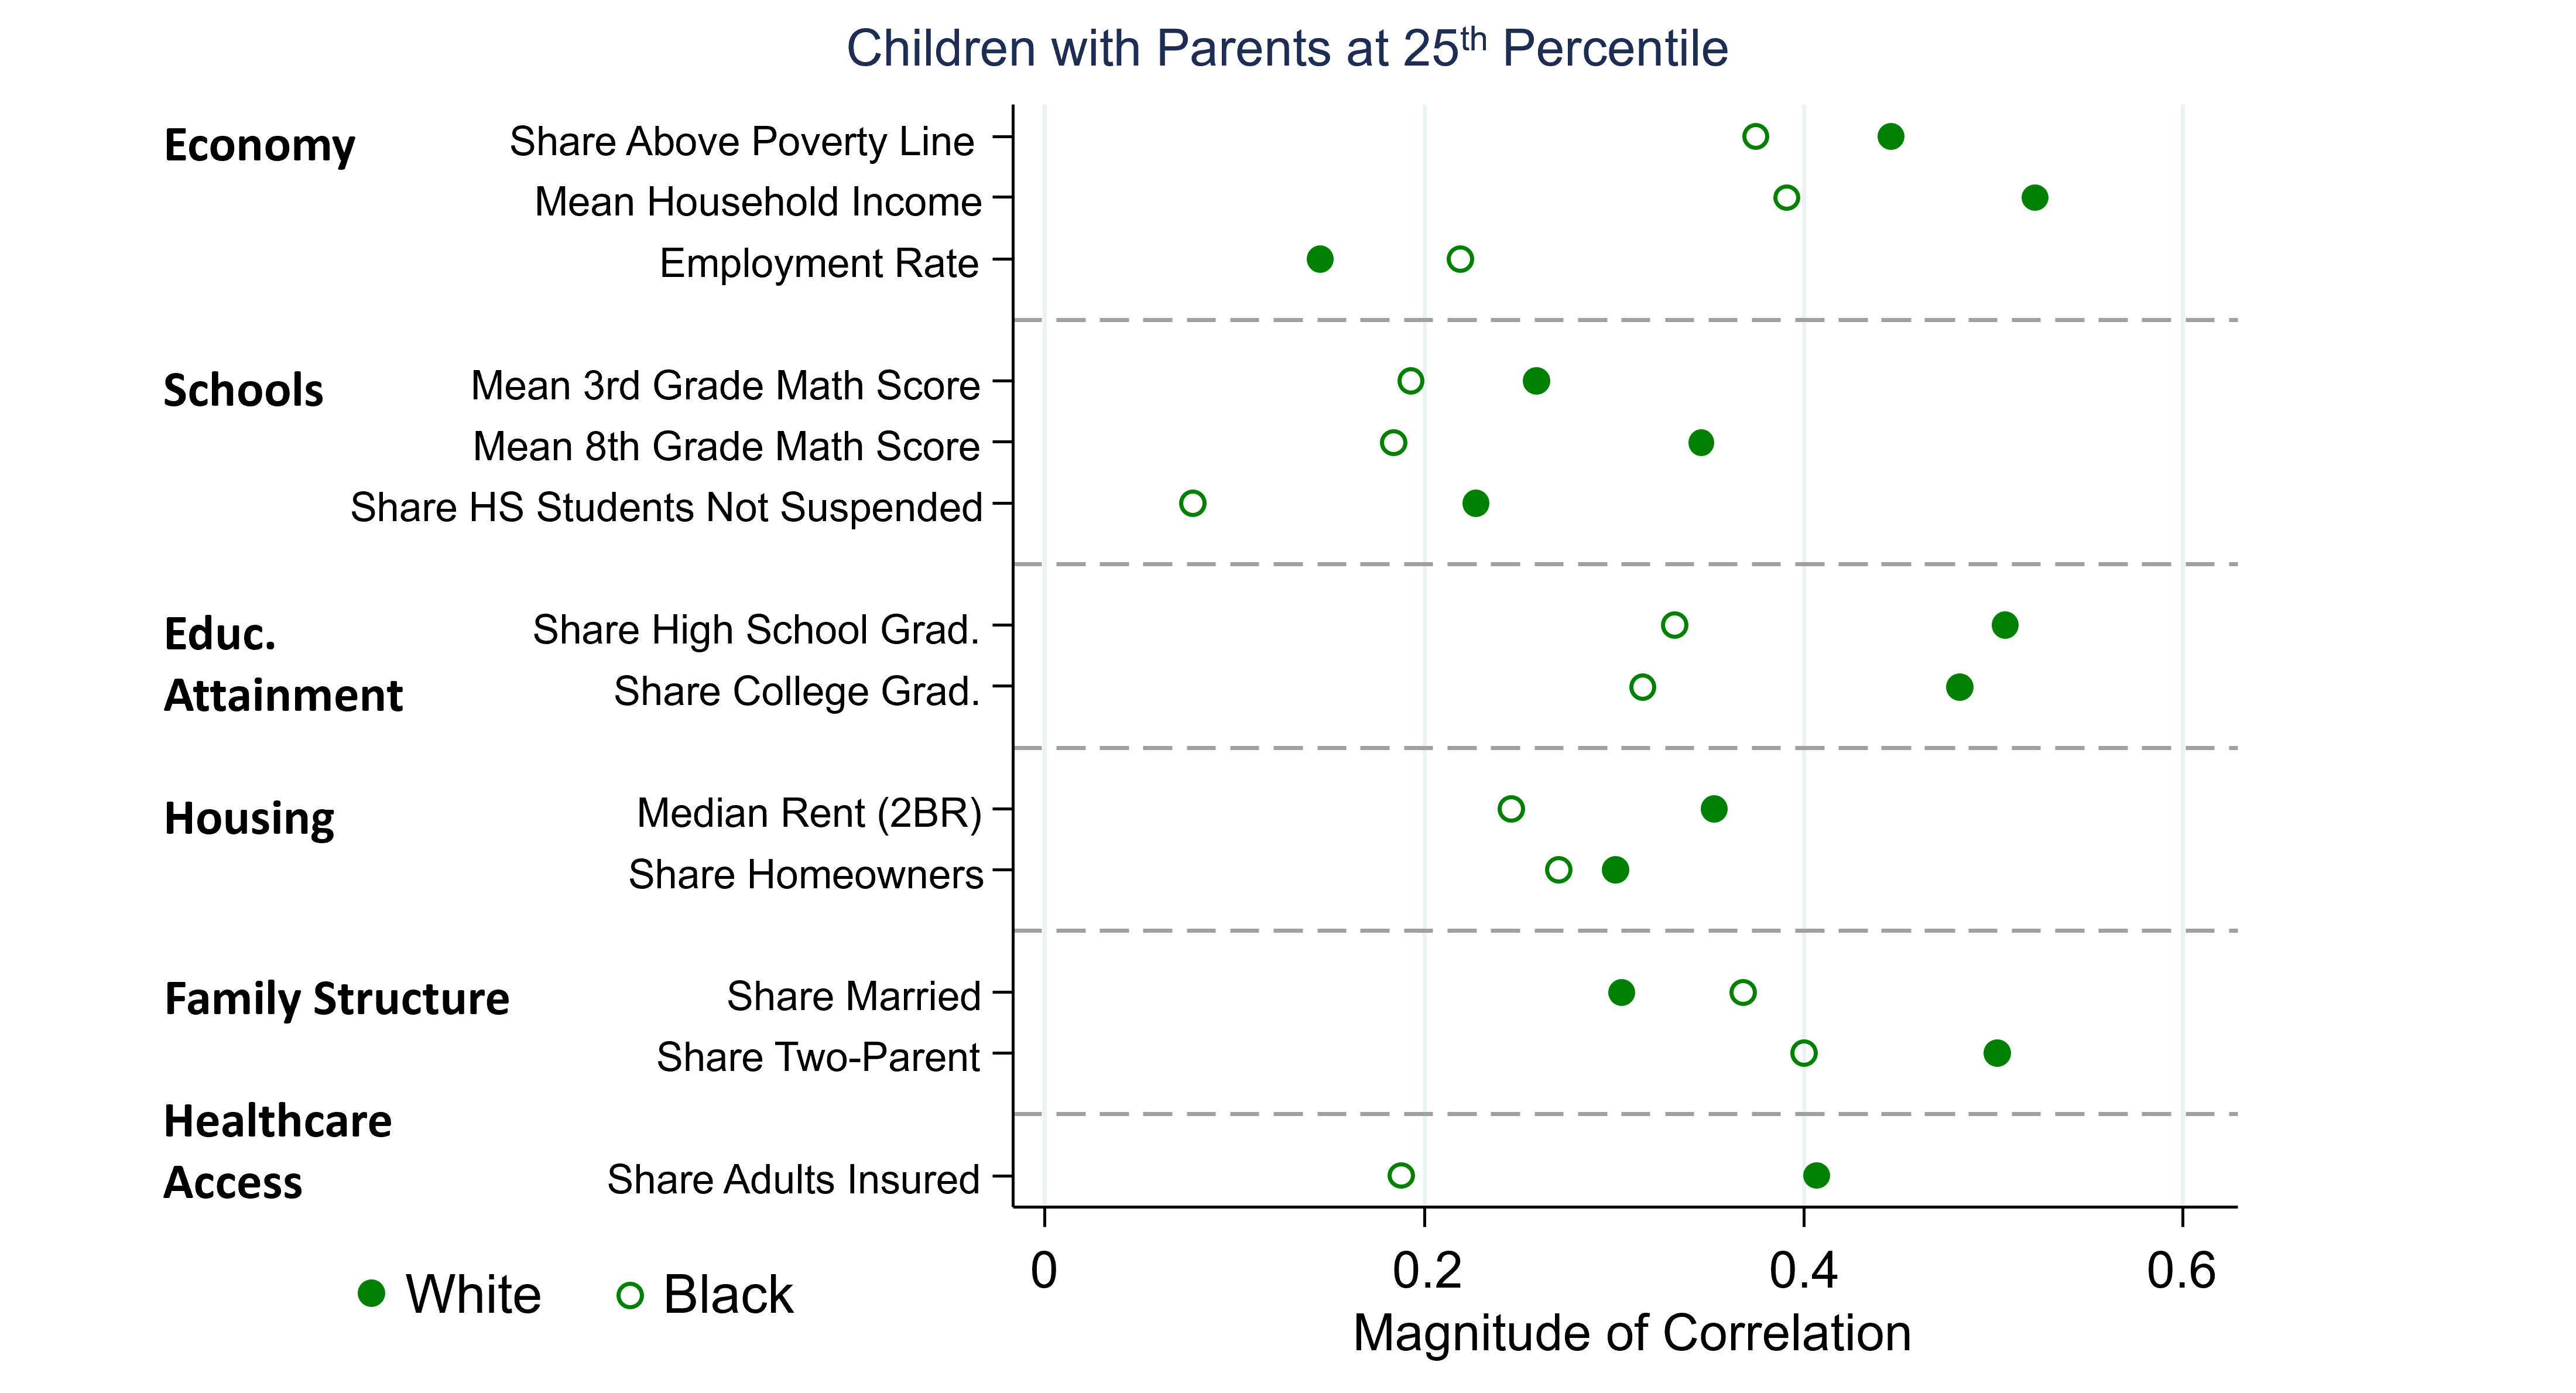 Children with Parents at 25th Percentile
Economy
Share Above Poverty Line
Mean Household Income
Employment Rate
Schools
Mean 3rd Grade Math Score
Mean 8th Grade Math Score
Share HS Students Not Suspended
Educ.
Attainment
Share High School Grad.
Share College Grad.
Housing
Median Rent (2BR)
Share Homeowners
Family Structure
Share Married
Share Two-Parent
Healthcare
Access
Share Adults Insured
0 0.2 0.4 0.6
Magnitude of Correlation
White Black